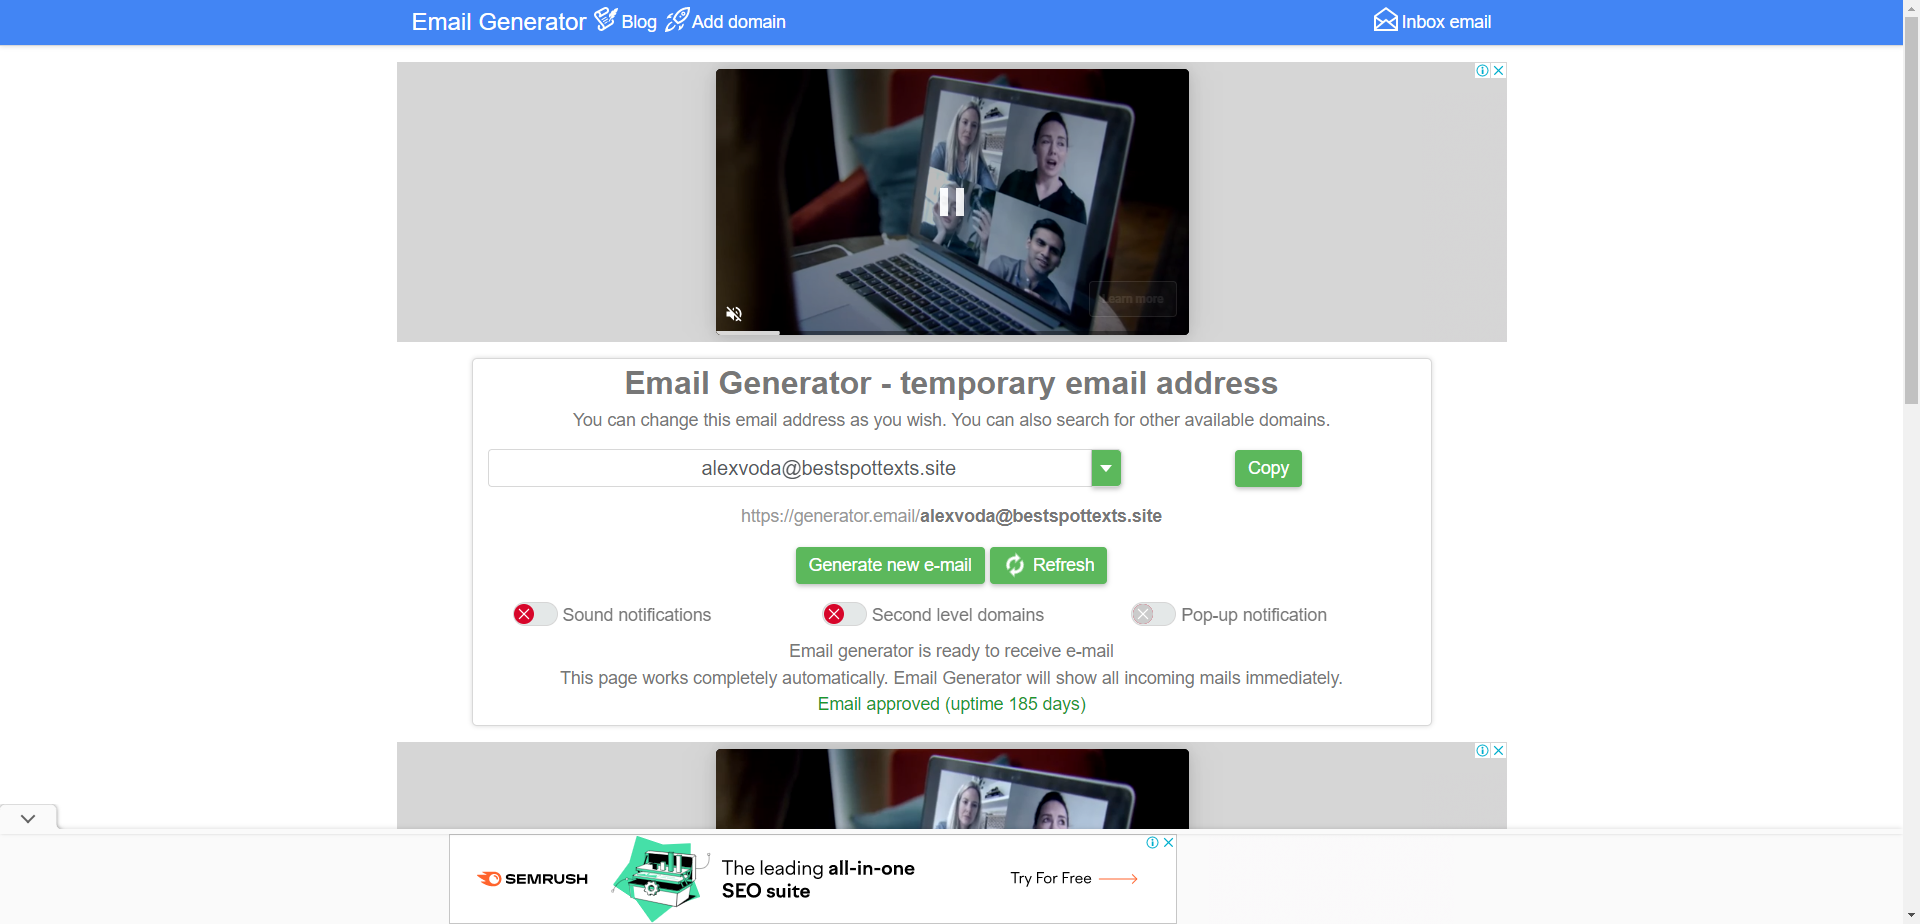 Email Generator Blog Add domain Inbox email
Learn more
Email Generator - temporary email address
You can change this email address as you wish. You can also search for other available domains.
alexvoda@bestspottexts.site
Copy
https://generator.email/alexvoda@bestspottexts.site
Generate new e-mail Refresh
Sound notifications Second level domains Pop-up notification
Email generator is ready to receive e-mail
This page works completely automatically. Email Generator will show all incoming mails immediately.
Email approved (uptime 185 days)
SEMRUSH
The leading all-in-one
SEO suite
Try For Free